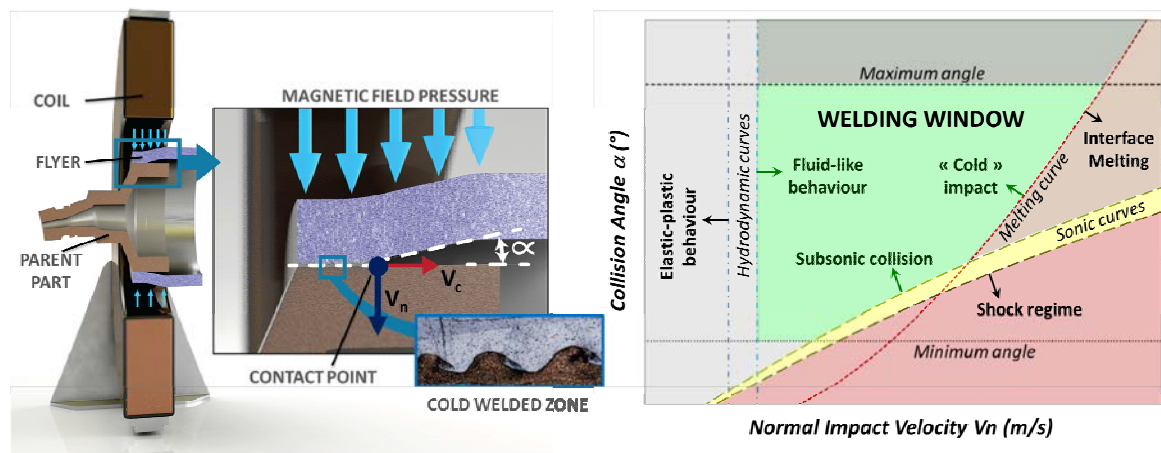 COIL
FLYER
PARENT
PART
MAGNETIC FIELD PRESSURE
α
Vc
Vn
CONTACT POINT
COLD WELDED ZONE
Collision Angle α (°)
Maximum angle
WELDING WINDOW
Elastic-plastic
behaviour
Hydrodynamic curves
Fluid-like
behaviour
« Cold »
impact
Melting curve
Interface
Melting
Sonic curves
Subsonic collision
Shock regime
Minimum angle
Normal Impact Velocity Vn (m/s)